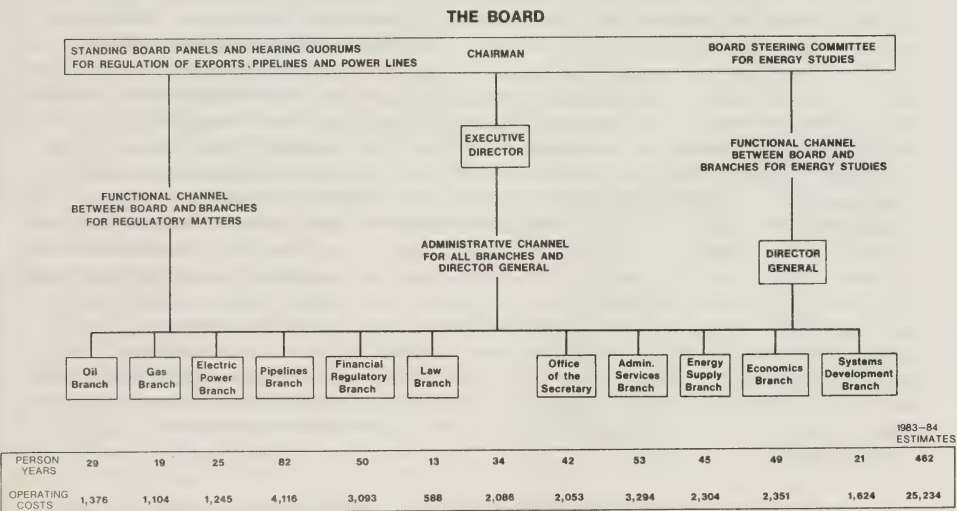 THE BOARD
STANDING BOARD PANELS AND HEARING QUORUMS
FOR REGULATION OF EXPORTS, PIPELINES AND POWER LINES
CHAIRMAN
BOARD STEERING COMMITTEE
FOR ENERGY STUDIES
EXECUTIVE
DIRECTOR
FUNCTIONAL CHANNEL
BETWEEN BOARD AND
BRANCHES FOR ENERGY STUDIES
FUNCTIONAL CHANNEL
BETWEEN BOARD AND BRANCHES
FOR REGULATORY MATTERS
ADMINISTRATIVE CHANNEL
FOR ALL BRANCHES AND
DIRECTOR GENERAL
DIRECTOR
GENERAL
Oil
Branch
Gas
Branch
Electric
Power
Branch
Pipelines
Branch
Financial
Regulatory
Branch
Law
Branch
Office
of the
Secretary
Admin.
Services
Branch
Energy
Supply
Branch
Economics
Branch
Systems
Development
Branch
1983-84
ESTIMATES
PERSON
YEARS
29 19 25 82 50 13 34 42 53 45 49 21 462
OPERATING
COSTS
1,376 1,104 1,245 4,116 3,093 588 2,086 2,053 3,294 2,304 2,351 1,624 25,234